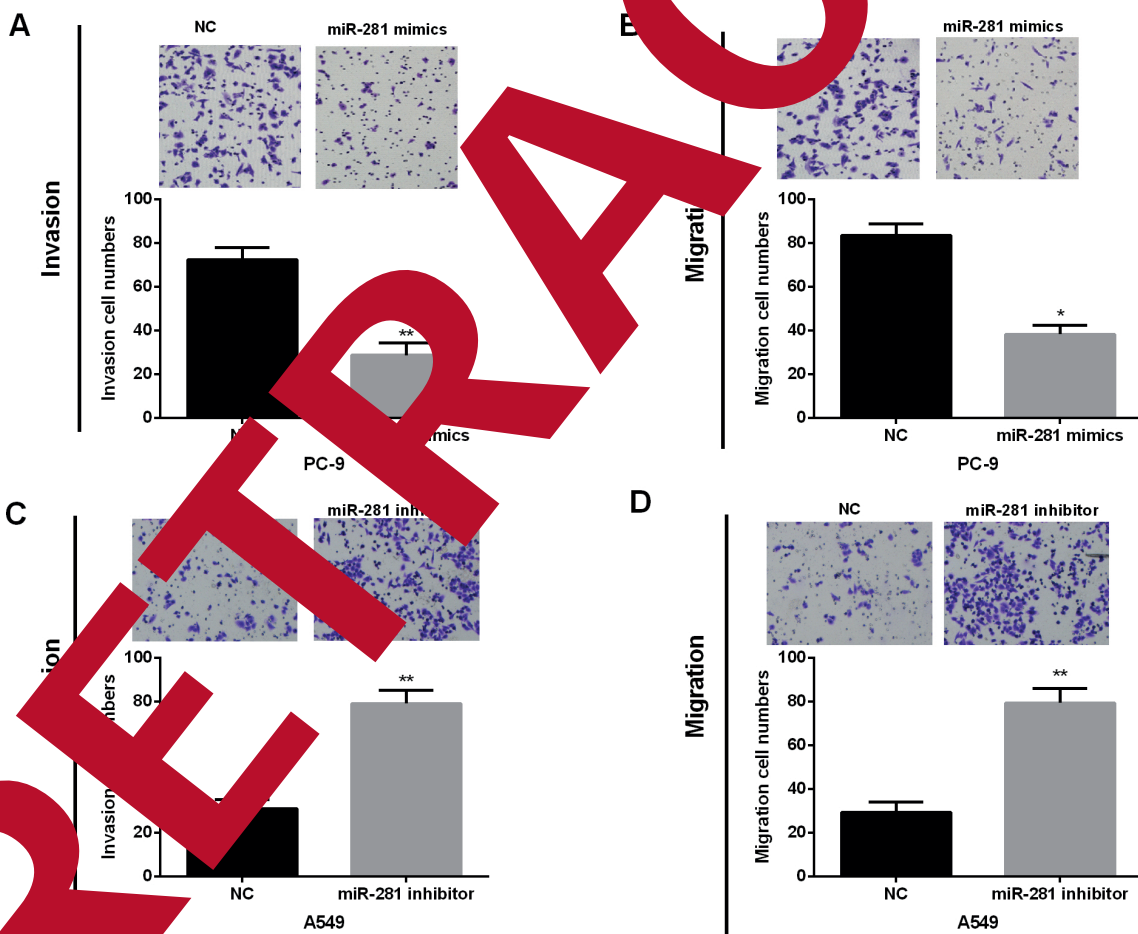 A
NC
miR-281 mimics
Invasion
Invasion cell numbers
100
80
60
40
20
0
**
PC-9
miR-281 mimics
Migration cell numbers
100
80
60
40
20
0
*
NC
miR-281 mimics
PC-9
C
100
80
20
0
**
NC
miR-281 inhibitor
A549
D
NC
miR-281 inhibitor
Migration
Migration cell numbers
100
80
60
40
20
0
**
NC
miR-281 inhibitor
A549